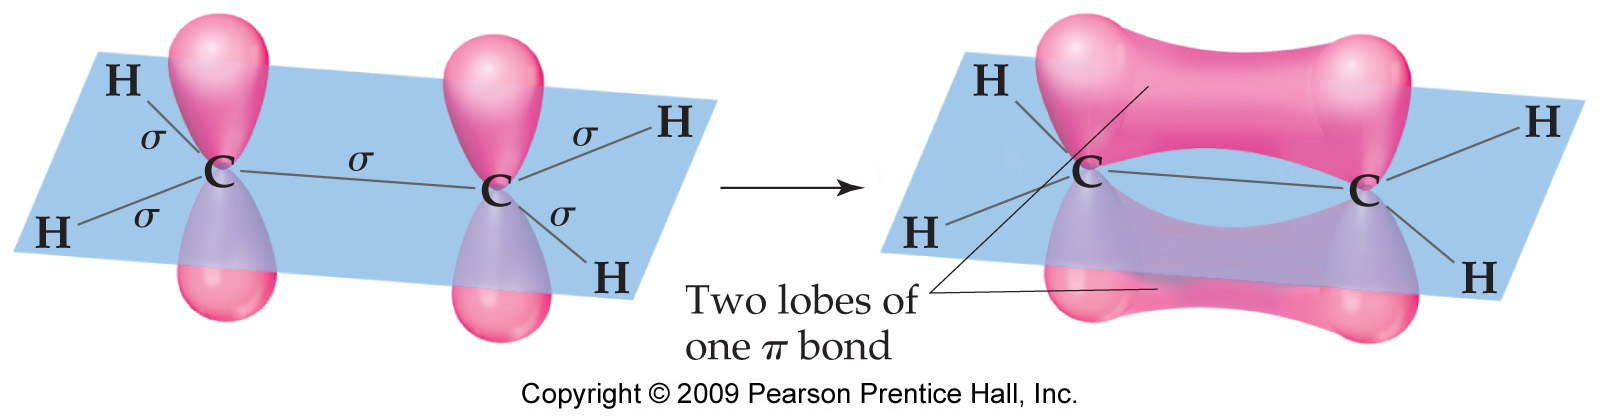 H
H
σ
σ
C
σ
C
σ
σ
H
H
H
H
C
C
H
H
Two lobes of
one π bond
Copyright © 2009 Pearson Prentice Hall, Inc.